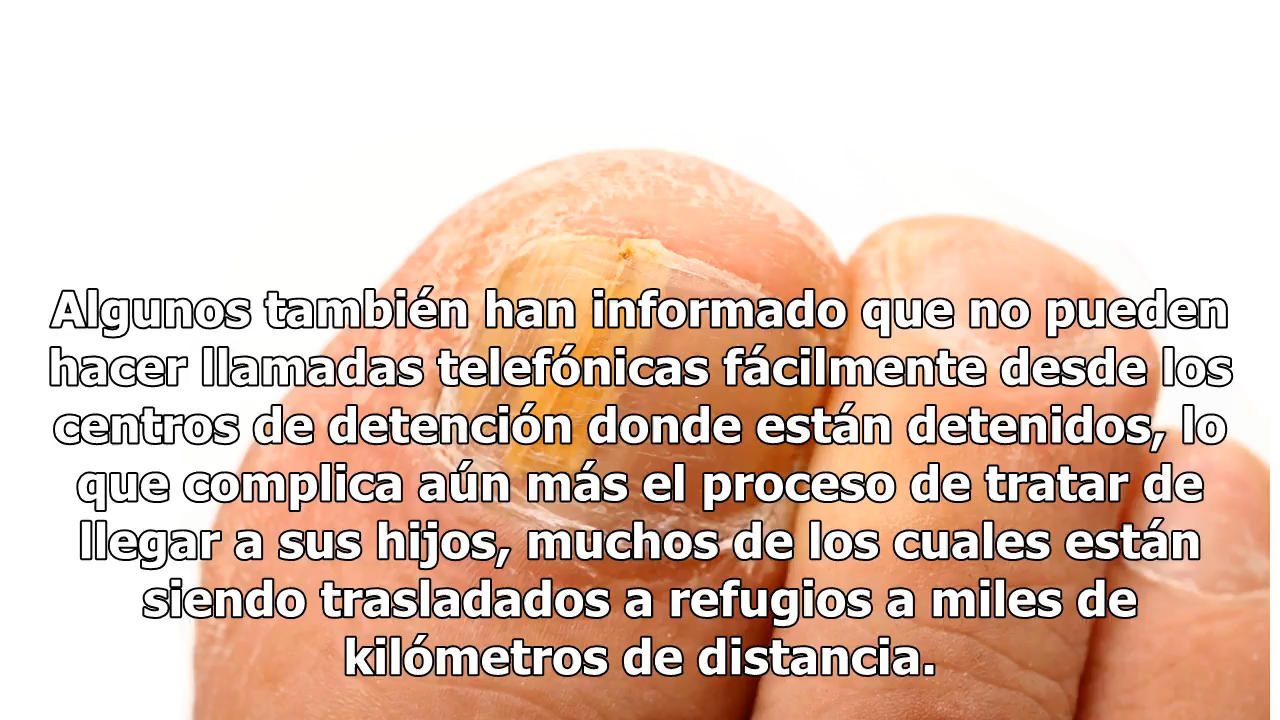 Algunos también han informado que no pueden
hacer llamadas telefónicas fácilmente desde los
centros de detención donde están detenidos, lo
que complica aún más el proceso de tratar de
llegar a sus hijos, muchos de los cuales están
siendo trasladados a refugios a miles de
kilómetros de distancia.